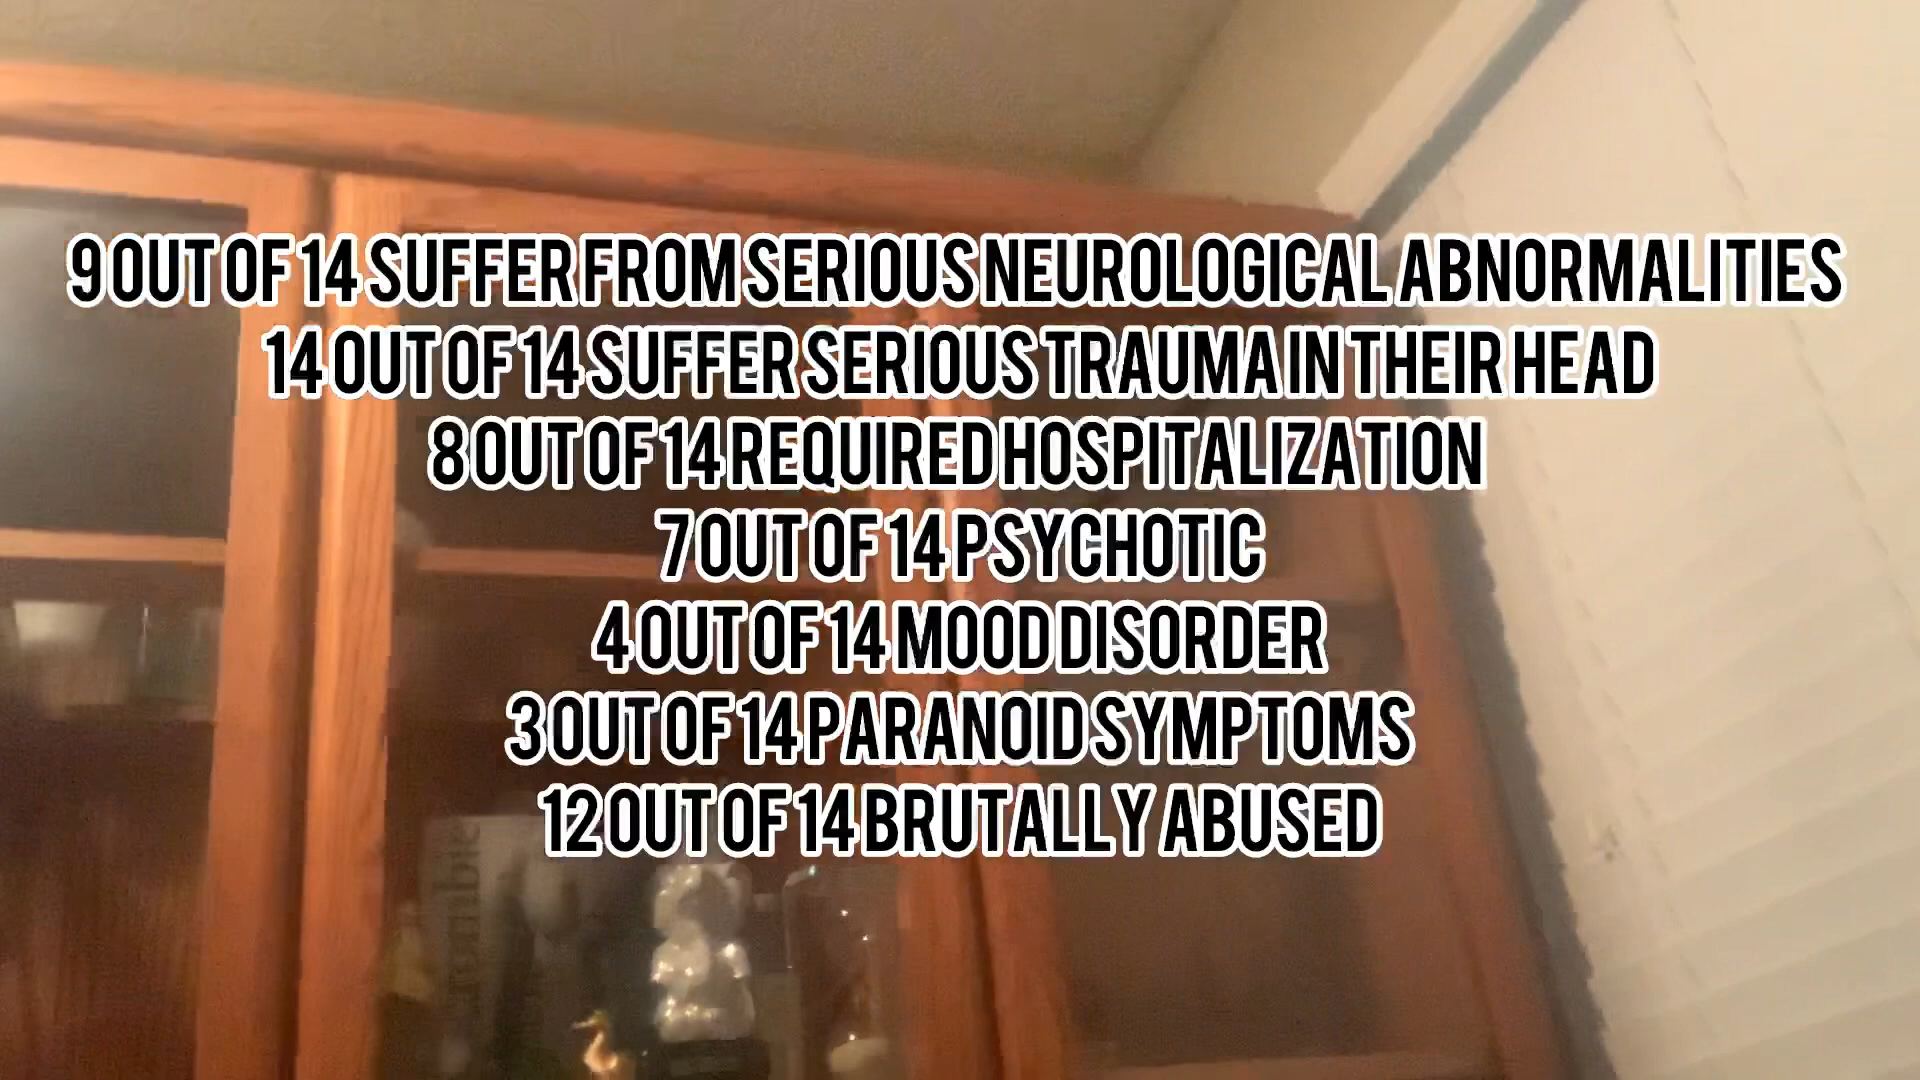 9 OUT OF 14 SUFFER FROM SERIOUS NEUROLOGICAL ABNORMALITIES
14 OUT OF 14 SUFFER SERIOUS TRAUMA IN THEIR HEAD
8 OUT OF 14 REQUIRED HOSPITALIZATION
7 OUT OF 14 PSYCHOTIC
4 OUT OF 14 MOOD DISORDER
3 OUT OF 14 PARANOID SYMPTOMS
12 OUT OF 14 BRUTALLY ABUSED